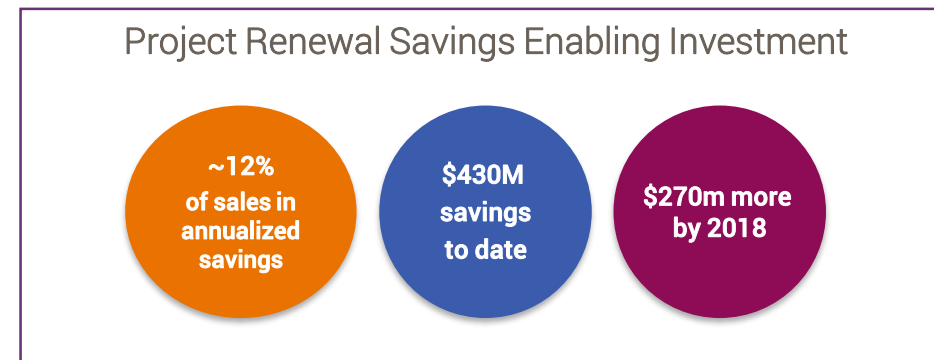 Project Renewal Savings Enabling Investment
~12%
of sales in
annualized
savings
$430M
savings
to date
$270m more
by 2018